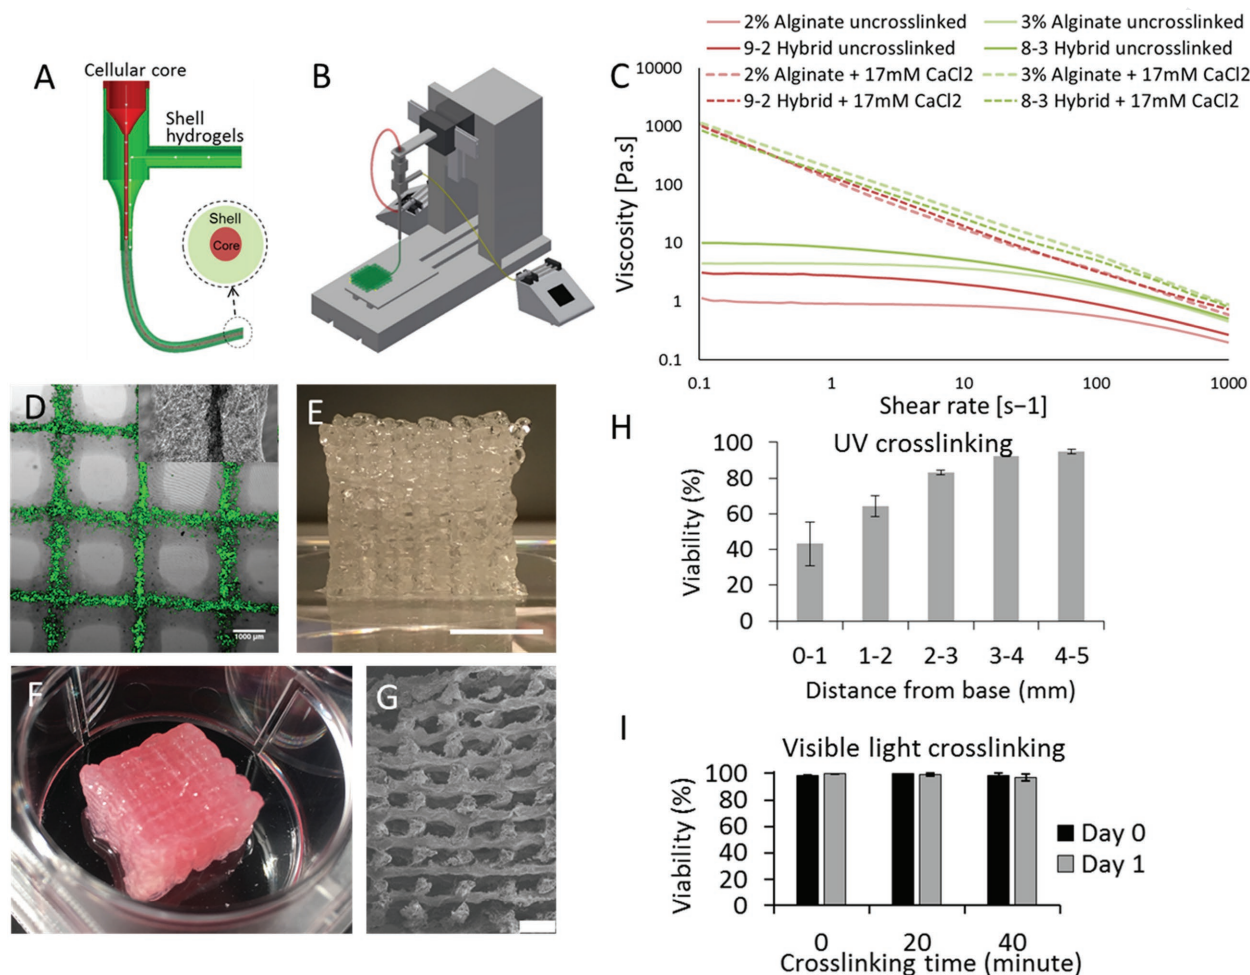 A
Cellular core
Shell
hydrogels
Shell
Core
B
2% Alginate uncrosslinked
3% Alginate uncrosslinked
9-2 Hybrid uncrosslinked
8-3 Hybrid uncrosslinked
2% Alginate + 17mM CaCl2
3% Alginate + 17mM CaCl2
9-2 Hybrid + 17mM CaCl2
8-3 Hybrid + 17mM CaCl2
C
Viscosity [Pa.s]
10000
1000
100
10
1
0.1
0.1
1
10
100
1000
Shear rate [s−1]
D
1000 µm
E
F
G
H
UV crosslinking
Viability (%)
100
80
60
40
20
0
0-1
1-2
2-3
3-4
4-5
Distance from base (mm)
I
Visible light crosslinking
Viability (%)
100
80
60
40
20
0
0
20
40
Crosslinking time (minute)
Day 0
Day 1